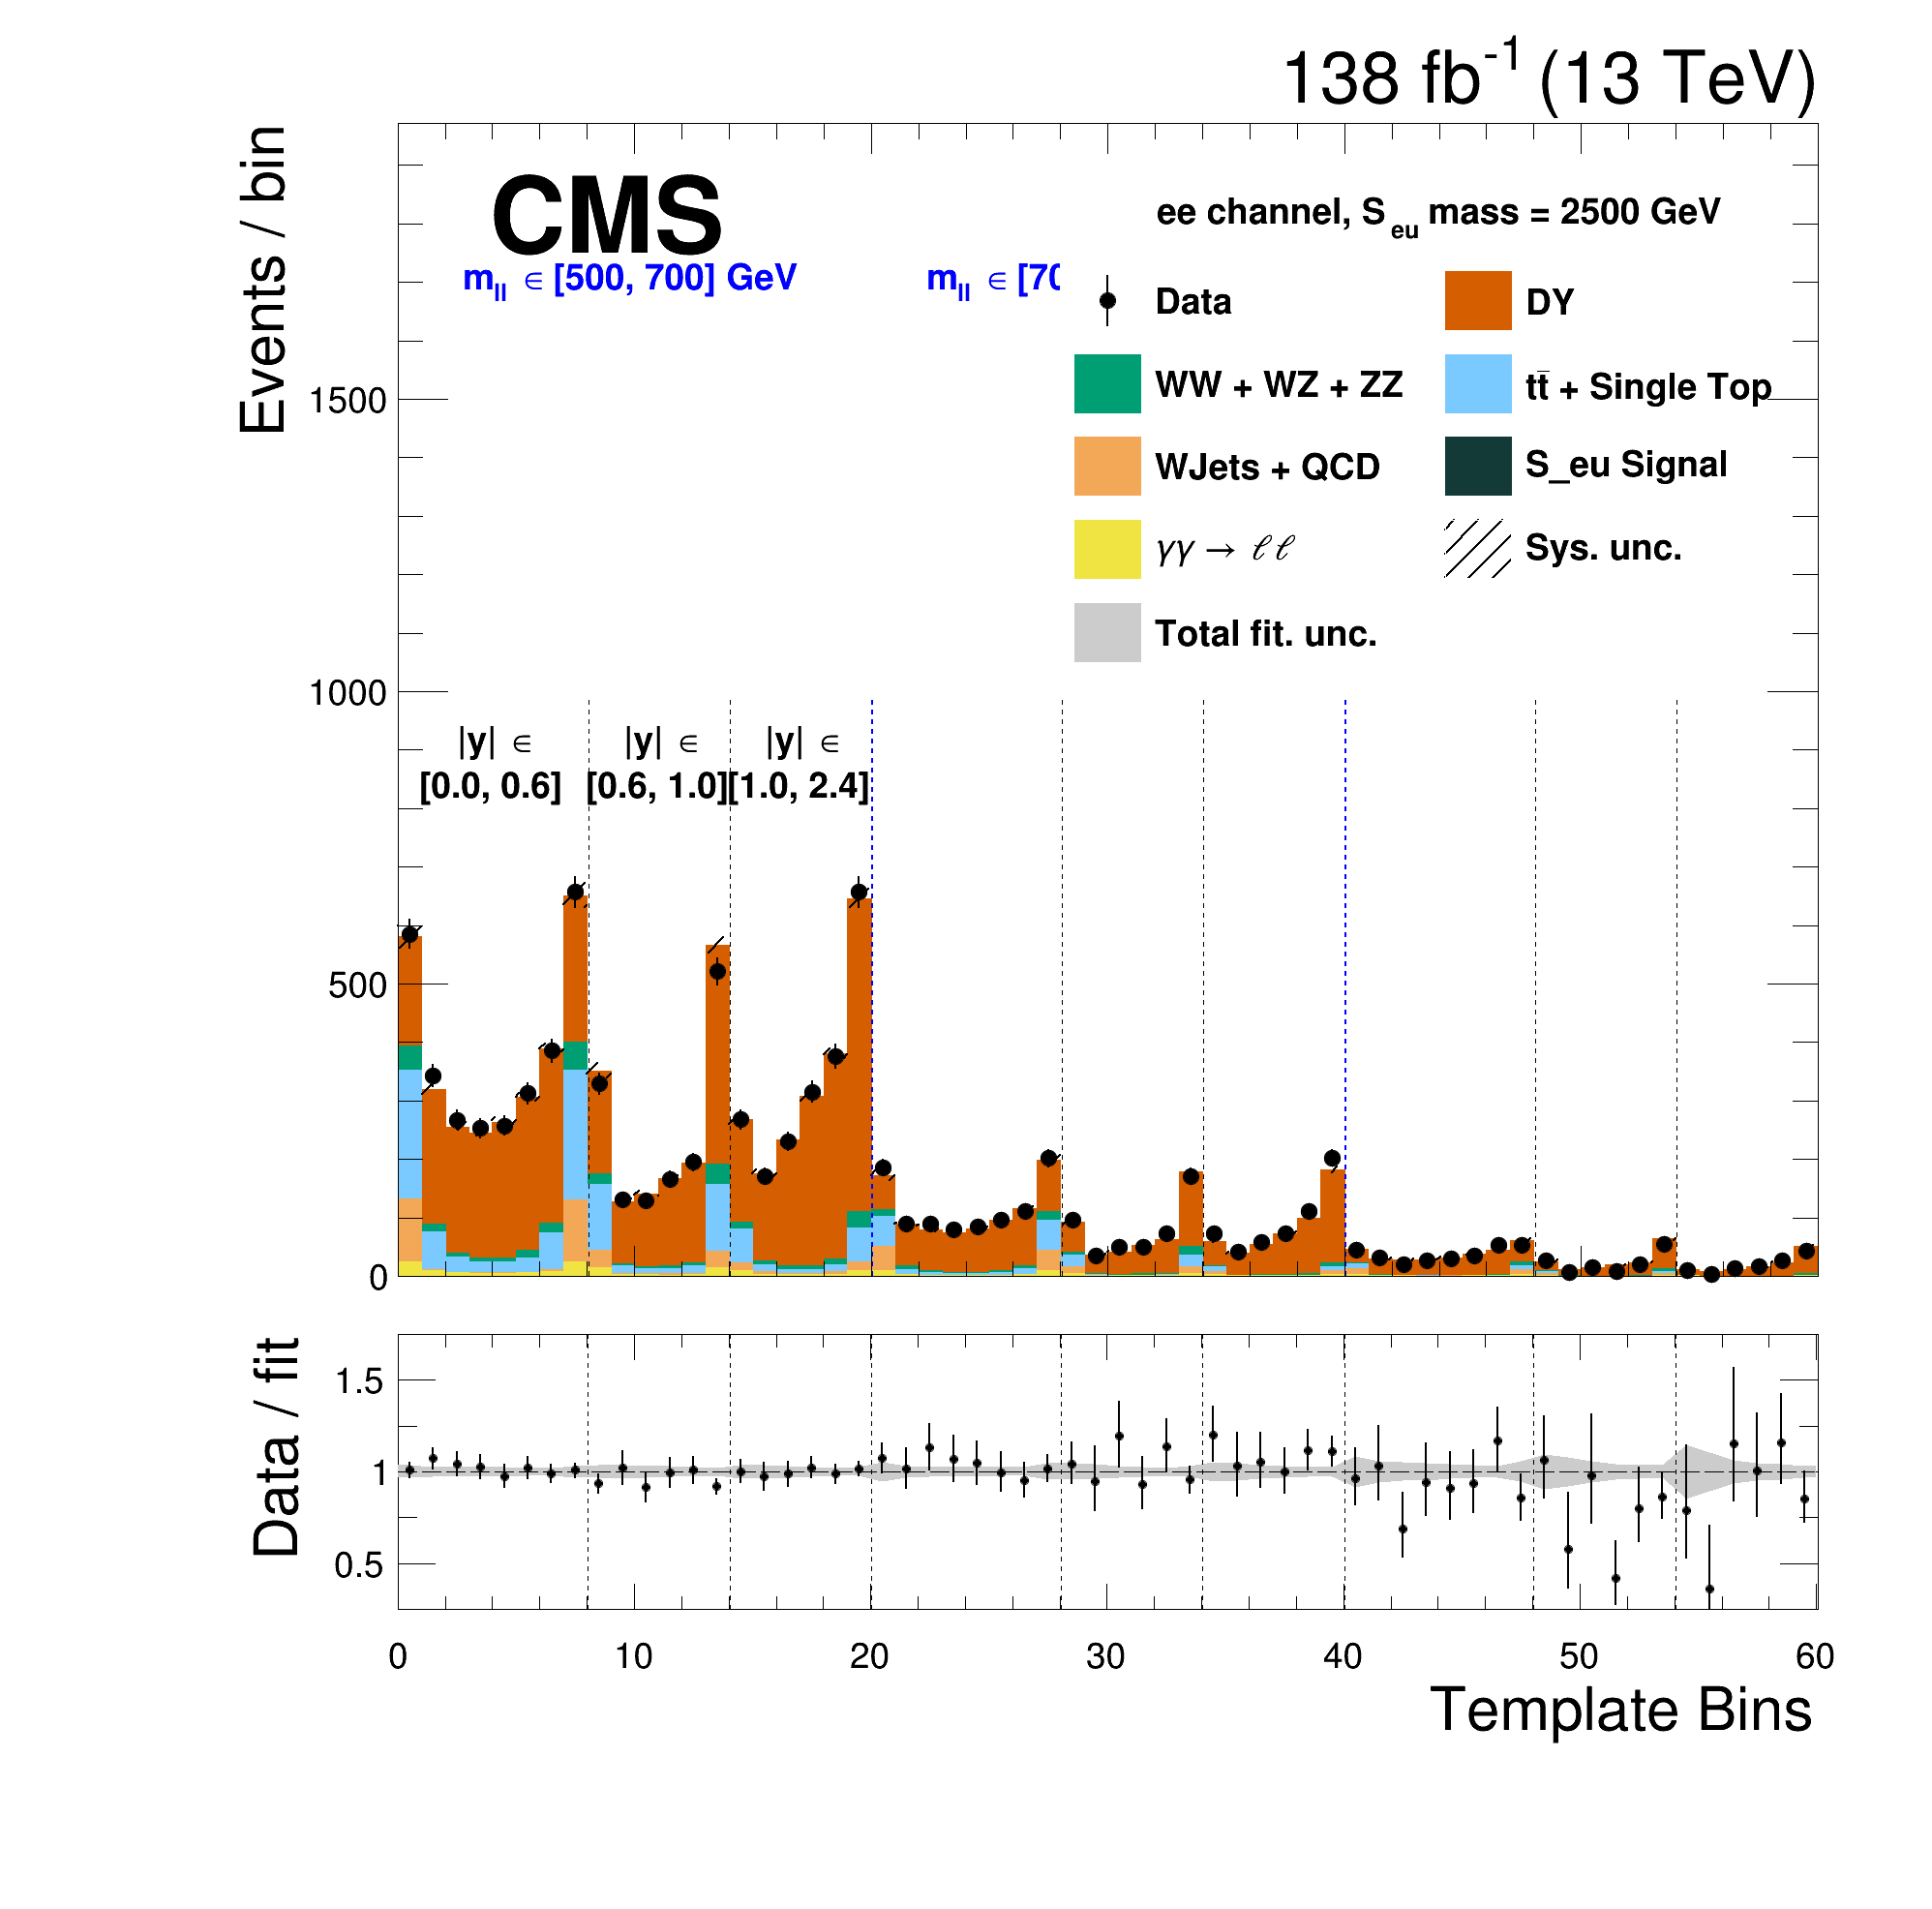 138 fb-1 (13 TeV)
Events / bin
CMS
mll ∈ [500, 700] GeV
mll ∈ [70
ee channel, Seu mass = 2500 GeV
Data
DY
WW + WZ + ZZ
tt̄ + Single Top
WJets + QCD
S_eu Signal
γγ → ℓℓ
Sys. unc.
Total fit. unc.
1500
1000
500
0
|y| ∈
[0.0, 0.6]
|y| ∈
[0.6, 1.0]
|y| ∈
[1.0, 2.4]
Data / fit
1.5
1
0.5
0 10 20 30 40 50 60
Template Bins